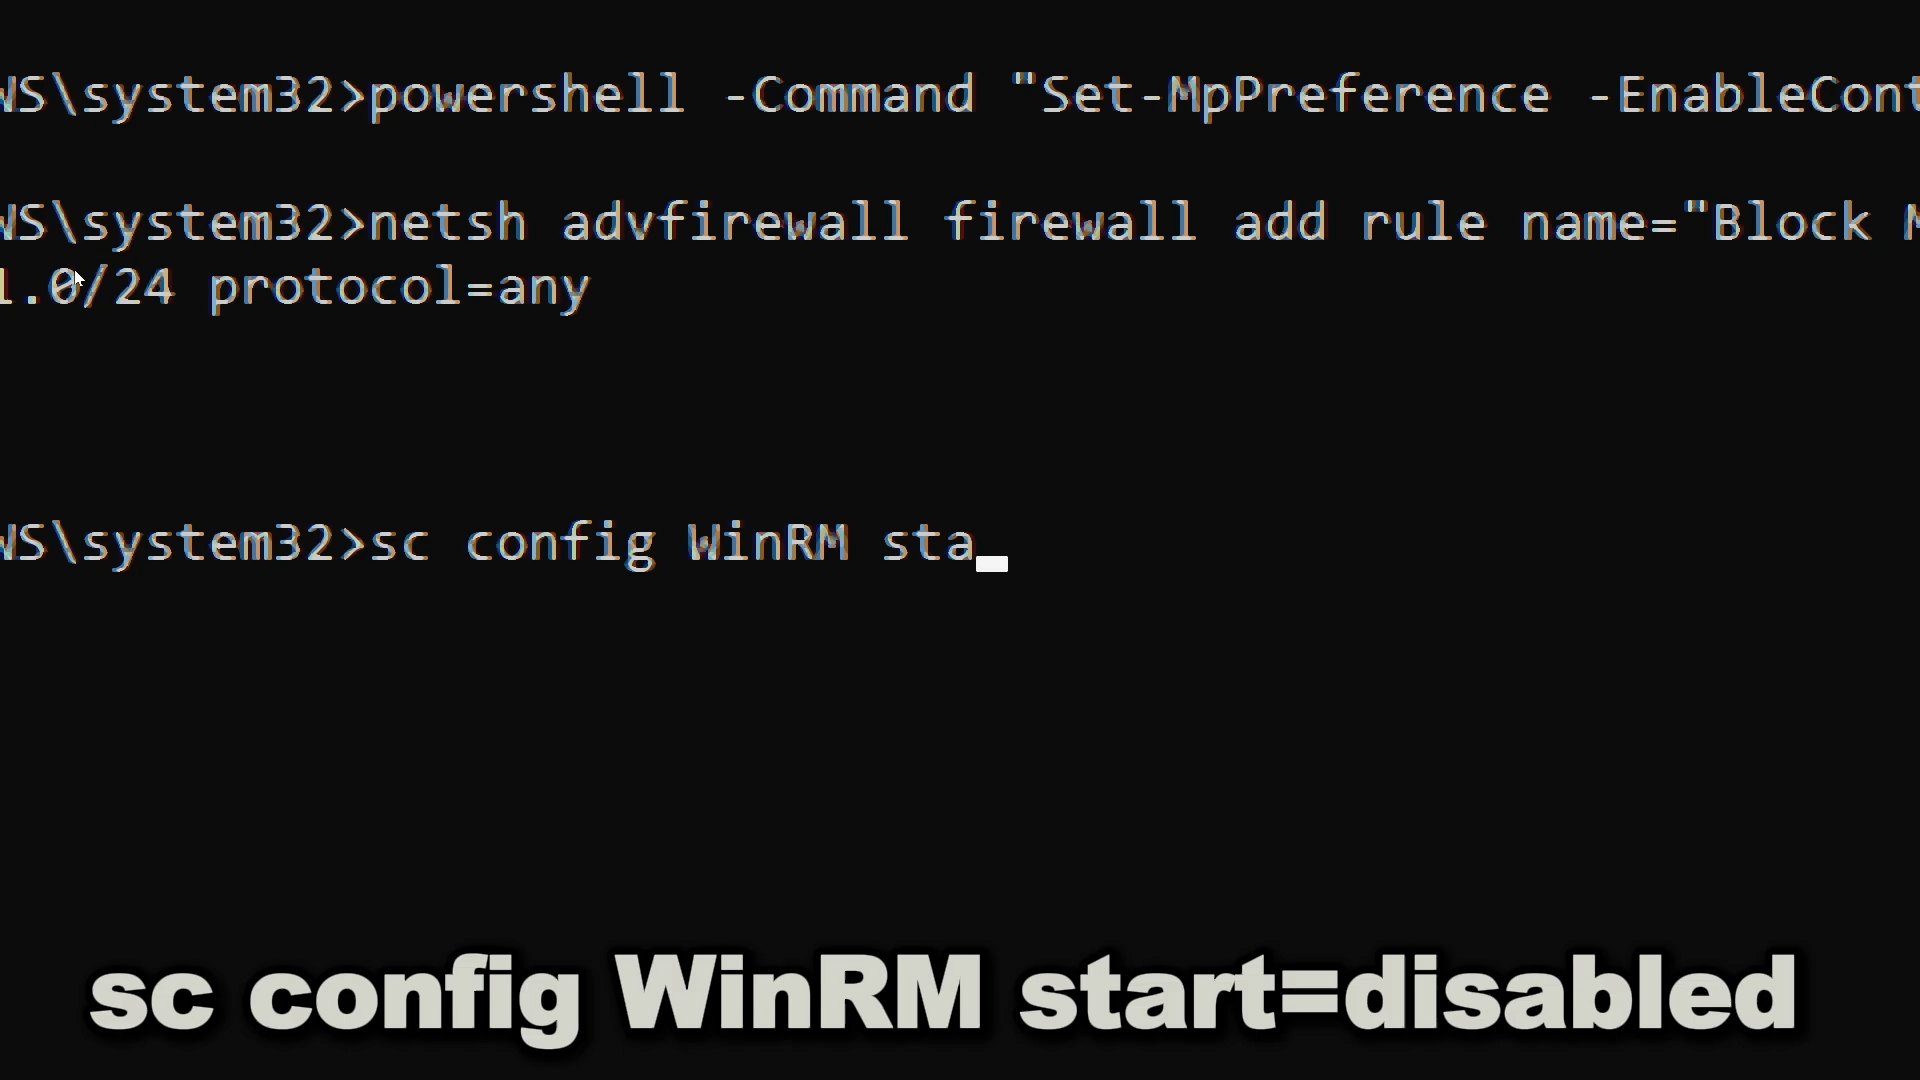 WS\system32>powershell -Command "Set-MpPreference -EnableCont
WS\system32>netsh advfirewall firewall add rule name="Block M
1.0/24 protocol=any
WS\system32>sc config WinRM sta
sc config WinRM start=disabled